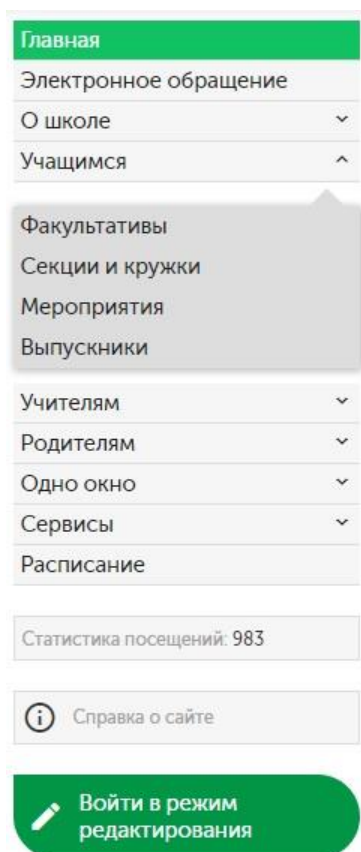 Главная
Электронное обращение
О школе
Учащимся
Факультативы
Секции и кружки
Мероприятия
Выпускники
Учителям
Родителям
Одно окно
Сервисы
Расписание
Статистика посещений: 983
Справка о сайте
Войти в режим
редактирования